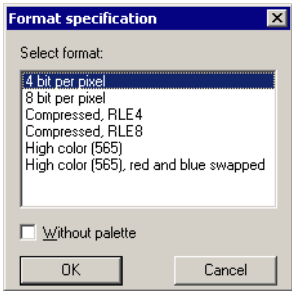 Format specification
Select format:
4 bit per pixel
8 bit per pixel
Compressed, RLE4
Compressed, RLE8
High color (565)
High color (565), red and blue swapped
Without palette
OK Cancel